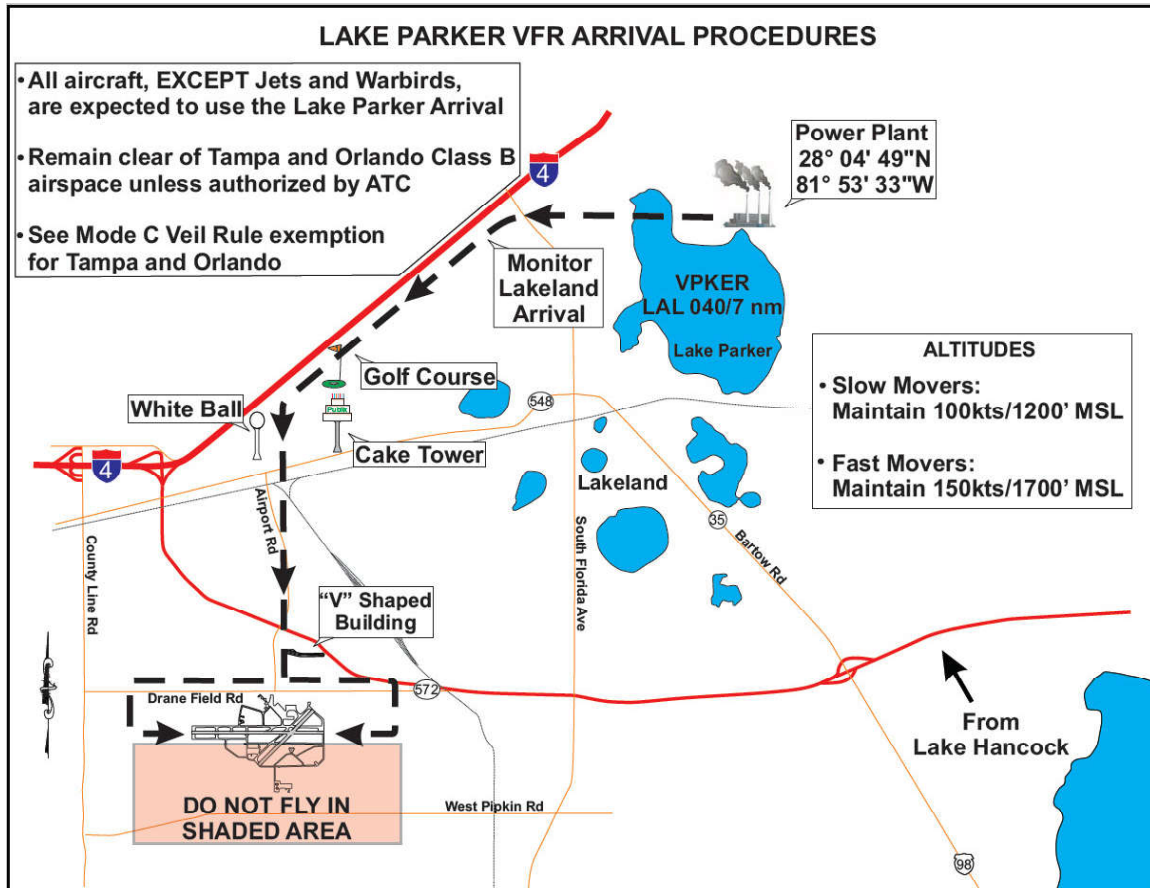 LAKE PARKER VFR ARRIVAL PROCEDURES
• All aircraft, EXCEPT Jets and Warbirds,
are expected to use the Lake Parker Arrival
• Remain clear of Tampa and Orlando Class B
airspace unless authorized by ATC
• See Mode C Veil Rule exemption
for Tampa and Orlando
4
Power Plant
28° 04' 49"N
81° 53' 33"W
Monitor
Lakeland
Arrival
VPKER
LAL 040/7 nm
Lake Parker
Golf Course
White Ball
Publix
Cake Tower
548
ALTITUDES
• Slow Movers:
Maintain 100kts/1200' MSL
• Fast Movers:
Maintain 150kts/1700' MSL
4
Lakeland
35
Airport Rd
County Line Rd
South Florida Ave
Bartow Rd
“V” Shaped
Building
Drane Field Rd
572
From
Lake Hancock
DO NOT FLY IN
SHADED AREA
West Pipkin Rd
98